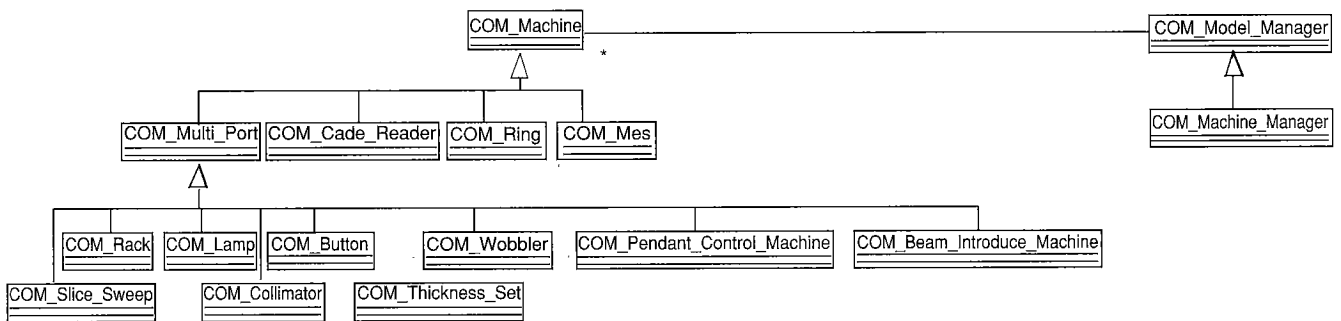 COM_Machine
COM_Model_Manager
*
COM_Machine_Manager
COM_Multi_Port
COM_Cade_Reader
COM_Ring
COM_Mes
COM_Rack
COM_Lamp
COM_Button
COM_Wobbler
COM_Pendant_Control_Machine
COM_Beam_Introduce_Machine
COM_Slice_Sweep
COM_Collimator
COM_Thickness_Set